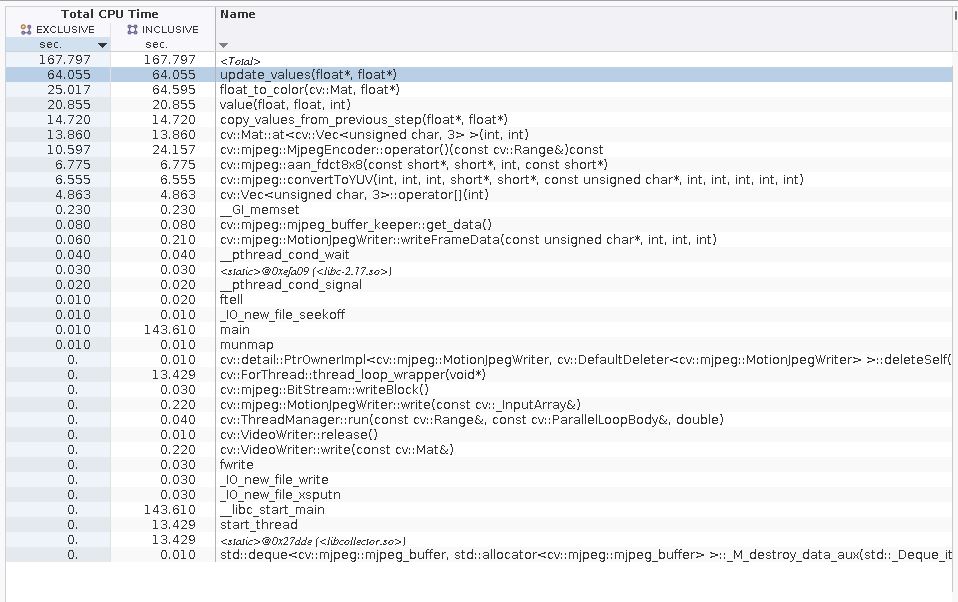 Total CPU Time Name
EXCLUSIVE INCLUSIVE
sec. sec.
167.797 167.797 <Total>
64.055 64.055 update_values(float*, float*)
25.017 64.595 float_to_color(cv::Mat, float*)
20.855 20.855 value(float, float, int)
14.720 14.720 copy_values_from_previous_step(float*, float*)
13.860 13.860 cv::Mat::at<cv::Vec<unsigned char, 3> >(int, int)
10.597 24.157 cv::mjpeg::MjpegEncoder::operator()(const cv::Range&)const
6.775 6.775 cv::mjpeg::aan_fdct8x8(const short*, short*, int, const short*)
6.555 6.555 cv::mjpeg::convertToYUV(int, int, int, short*, short*, const unsigned char*, int, int, int, int, int)
4.863 4.863 cv::Vec<unsigned char, 3>::operator[](int)
0.230 0.230 __GI_memset
0.080 0.080 cv::mjpeg::mjpeg_buffer_keeper::get_data()
0.060 0.210 cv::mjpeg::MotionJpegWriter::writeFrameData(const unsigned char*, int, int, int)
0.040 0.040 __pthread_cond_wait
0.030 0.030 <static>@0xefa09 (<libc-2.17.so>)
0.020 0.020 __pthread_cond_signal
0.010 0.020 ftell
0.010 0.010 _IO_new_file_seekoff
0.010 143.610 main
0.010 0.010 munmap
0. 0.010 cv::detail::PtrOwnerImpl<cv::mjpeg::MotionJpegWriter, cv::DefaultDeleter<cv::mjpeg::MotionJpegWriter> >::deleteSelf(
0. 13.429 cv::ForThread::thread_loop_wrapper(void*)
0. 0.030 cv::mjpeg::BitStream::writeBlock()
0. 0.220 cv::mjpeg::MotionJpegWriter::write(const cv::_InputArray&)
0. 0.040 cv::ThreadManager::run(const cv::Range&, const cv::ParallelLoopBody&, double)
0. 0.010 cv::VideoWriter::release()
0. 0.220 cv::VideoWriter::write(const cv::Mat&)
0. 0.030 fwrite
0. 0.030 _IO_new_file_write
0. 0.030 _IO_new_file_xsputn
0. 143.610 __libc_start_main
0. 13.429 start_thread
0. 13.429 <static>@0x27dde (<libcollector.so>)
0. 0.010 std::deque<cv::mjpeg::mjpeg_buffer, std::allocator<cv::mjpeg::mjpeg_buffer> >::_M_destroy_data_aux(std::_Deque_it